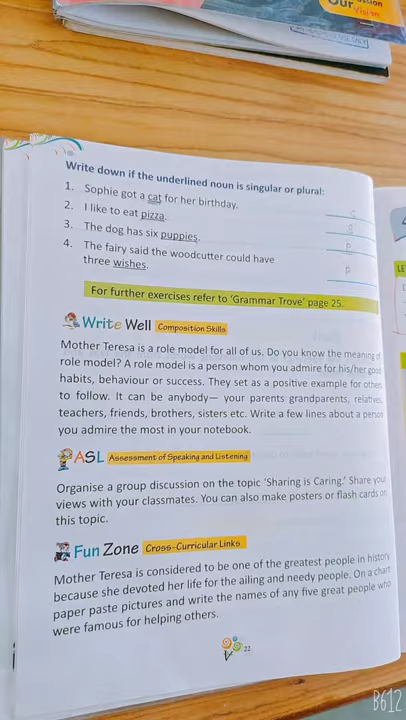 Our
Vision
Write down if the underlined noun is singular or plural:
1. Sophie got a cat for her birthday.
S
2. I like to eat pizza.
S
3. The dog has six puppies.
P
4. The fairy said the woodcutter could have
three wishes.
P
For further exercises refer to 'Grammar Trove' page 25.
Write Well Composition Skills
Mother Teresa is a role model for all of us. Do you know the meaning of
role model? A role model is a person whom you admire for his/her good
habits, behaviour or success. They set as a positive example for others
to follow. It can be anybody— your parents grandparents, relatives,
teachers, friends, brothers, sisters etc. Write a few lines about a person
you admire the most in your notebook.
ASL Assessment of Speaking and Listening
Organise a group discussion on the topic 'Sharing is Caring.' Share your
views with your classmates. You can also make posters or flash cards on
this topic.
Fun Zone Cross-Curricular Links
Mother Teresa is considered to be one of the greatest people in history
because she devoted her life for the ailing and needy people. On a chart
paper paste pictures and write the names of any five great people who
were famous for helping others.
22
B612